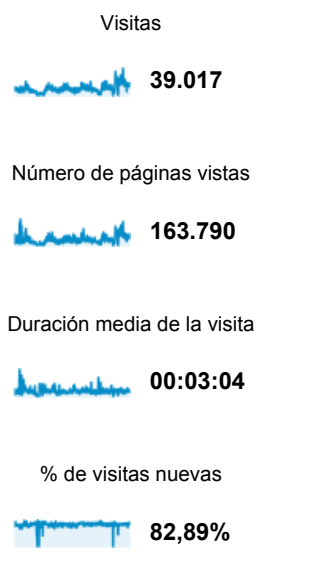 Visitas
39.017
Número de páginas vistas
163.790
Duración media de la visita
00:03:04
% de visitas nuevas
82,89%